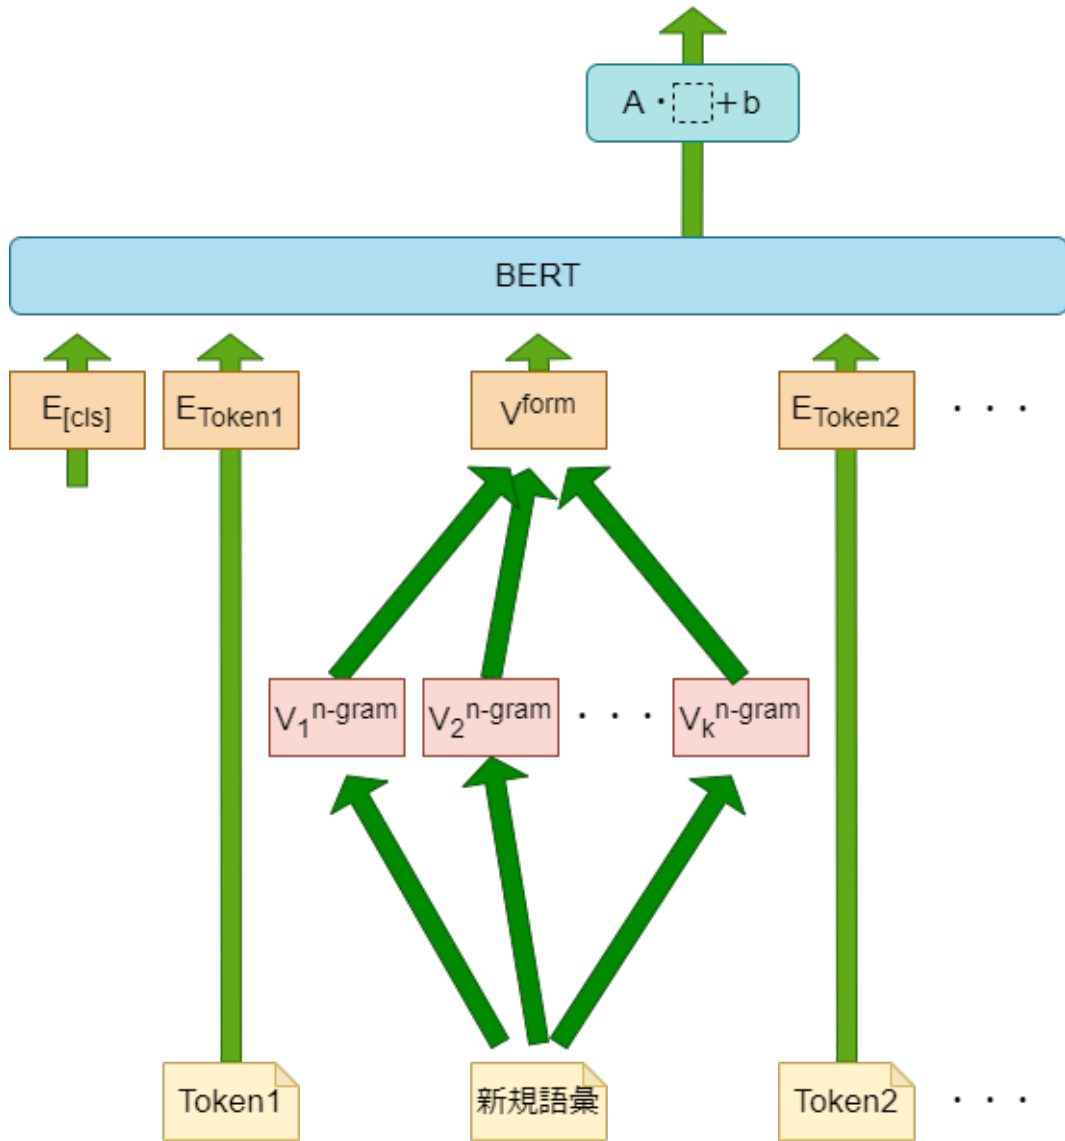 A・+b
BERT
E[cls] EToken1 Vform EToken2 ・・・
V1n-gram V2n-gram ・・・ Vkn-gram
Token1 新規語彙 Token2 ・・・